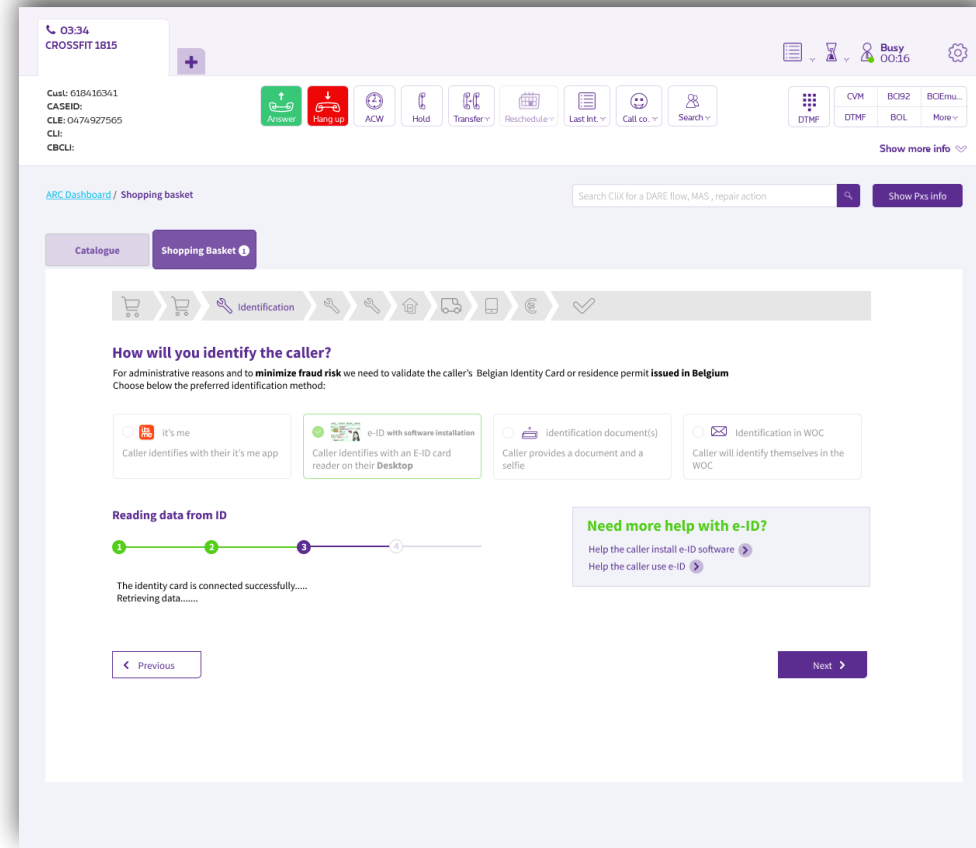 03:34
CROSSFIT 1815
Busy
00:16
CusL: 618416341
CASEID:
CLE: 0474927565
CLI:
CBCLI:
Answer
Hang up
ACW
Hold
Transfer
Reschedule
Last Int.
Call co.
Search
DTMF
CVM
BCI92
BCIEmu...
DTMF
BOL
More
Show more info
ARC Dashboard / Shopping basket
Search CIIX for a DARE flow, MAS , repair action
Show Pxs info
Catalogue
Shopping Basket 1
Identification
How will you identify the caller?
For administrative reasons and to minimize fraud risk we need to validate the caller's Belgian Identity Card or residence permit issued in Belgium
Choose below the preferred identification method:
its me
it's me
Caller identifies with their it's me app
e-ID with software installation
Caller identifies with an E-ID card
reader on their Desktop
identification document(s)
Caller provides a document and a
selfie
Identification in WOC
Caller will identify themselves in the
WOC
Reading data from ID
1 2 3 4
The identity card is connected successfully.....
Retrieving data.......
Need more help with e-ID?
Help the caller install e-ID software
Help the caller use e-ID
Previous
Next